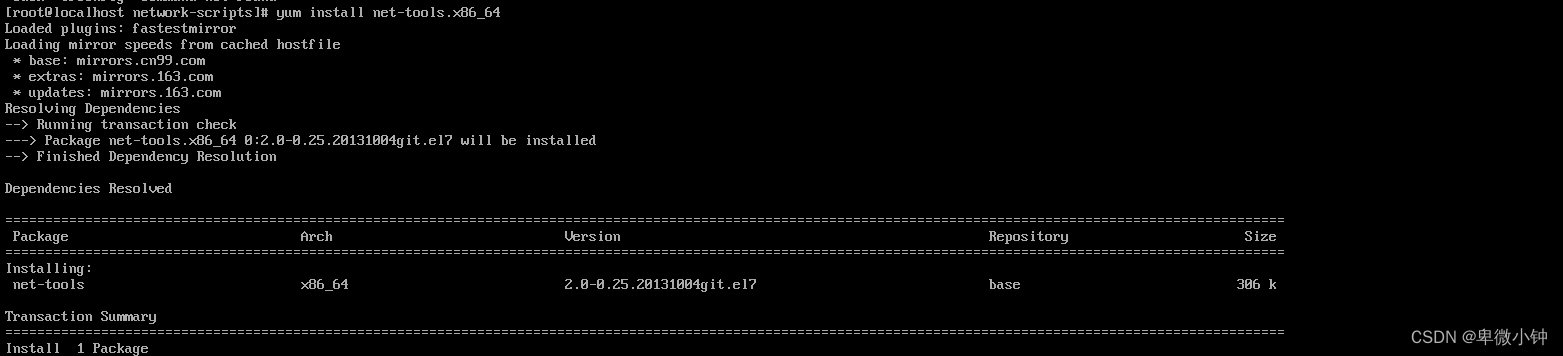 [root@localhost network-scripts]# yum install net-tools.x86_64
Loaded plugins: fastestmirror
Loading mirror speeds from cached hostfile
 * base: mirrors.cn99.com
 * extras: mirrors.163.com
 * updates: mirrors.163.com
Resolving Dependencies
--> Running transaction check
---> Package net-tools.x86_64 0:2.0-0.25.20131004git.el7 will be installed
--> Finished Dependency Resolution
Dependencies Resolved
================================================================================
Package Arch Version Repository Size
================================================================================
Installing:
net-tools x86_64 2.0-0.25.20131004git.el7 base 306 k
Transaction Summary
================================================================================
Install  1 Package
CSDN @卑微小钟